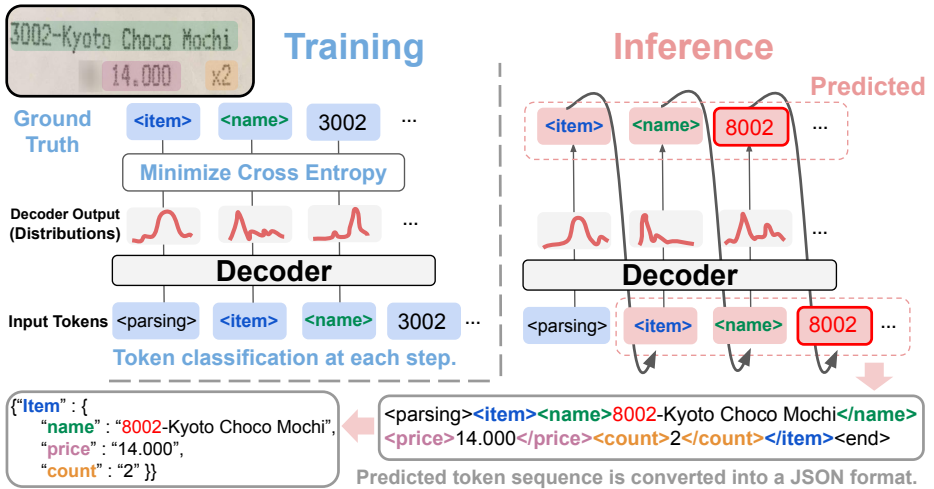 3002-Kyoto Choco Mochi
14.000 x2
Training
Inference
Predicted
Ground
Truth
<item> <name> 3002 ...
<item> <name> 8002 ...
Minimize Cross Entropy
Decoder Output
(Distributions)
...
...
Decoder
Decoder
Input Tokens
<parsing> <item> <name> 3002 ...
<parsing> <item> <name> 8002 ...
Token classification at each step.
{“Item” : {
“name” : “8002-Kyoto Choco Mochi”,
“price” : “14.000”,
“count” : “2” }}
<parsing><item><name>8002-Kyoto Choco Mochi</name>
<price>14.000</price><count>2</count></item><end>
Predicted token sequence is converted into a JSON format.